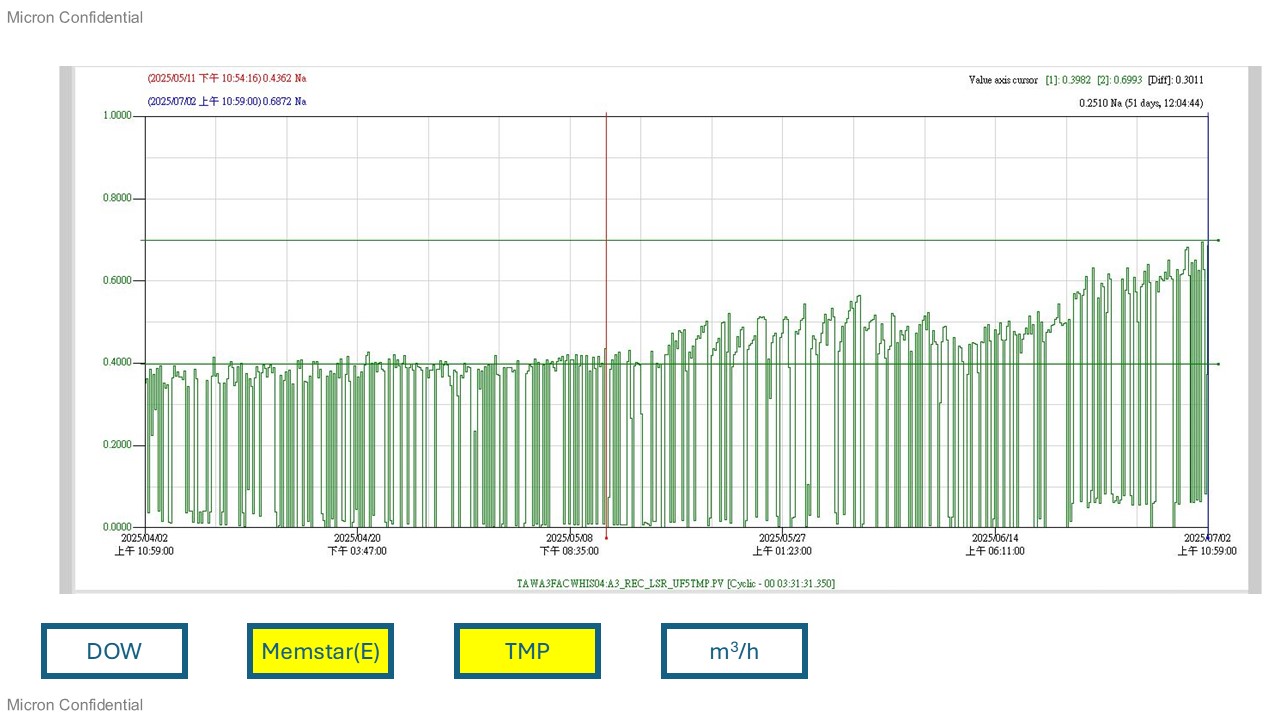 Micron Confidential
(2025/05/11 下午 10:54:16) 0.4362 Na
Value axis cursor [1]: 0.3982 [2]: 0.6993 [Diff]: 0.3011
(2025/07/02 上午 10:59:00) 0.6872 Na
0.2510 Na (51 days, 12:04:44)
1.0000
0.8000
0.6000
0.4000
0.2000
0.0000
2025/04/02 2025/04/20 2025/05/08 2025/05/27 2025/06/14 2025/07/02
上午 10:59:00 下午 03:47:00 下午 08:35:00 上午 01:23:00 上午 06:11:00 上午 10:59:00
TAWA3FACWHIS04:A3_REC_LSR_UF5TMP.PV [Cyclic - 00 03:31:31.350]
DOW Memstar(E) TMP m³/h
Micron Confidential